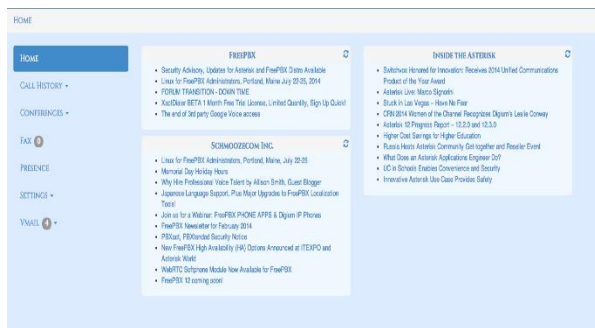 Home
Home
Call History
Conferences
Fax 0
Presence
Settings
Vmail 4
FreePBX
Security Advisory, Updates for Asterisk and FreePBX Distro Available
Linux for FreePBX Administrators, Portland, Maine, July 22-25, 2014
FORUM TRANSITION - DOWN TIME
XactDialer BETA 1 Month Free Trial License, Limited Quantity, Sign Up Quick!
The end of 3rd party Google Voice access
Schmoozecom Inc.
Linux for FreePBX Administrators, Portland, Maine, July 22-25
Memorial Day Holiday Hours
Why Hire Professional Voice Talent by Allison Smith, Guest Blogger
Japanese Language Support, Plus Major Upgrades to FreePBX Localization
Tools!
Join us for a Webinar: FreePBX PHONE APPS & Digium IP Phones
FreePBX Newsletter for February 2014
PBXact, PBXtended Security Notice
New FreePBX High Availability (HA) Options Announced at ITEXPO and
Asterisk World
WebRTC Softphone Module Now Available for FreePBX
FreePBX 12 coming soon!
Inside the Asterisk
Switchvox Honored for Innovation: Receives 2014 Unified Communications
Product of the Year Award
Asterisk Live: Marco Signorini
Stuck in Las Vegas – Have No Fear
CRN 2014 Women of the Channel Recognizes Digium's Leslie Conway
Asterisk 12 Progress Report – 12.2.0 and 12.3.0
Higher Cost Savings for Higher Education
Russia Hosts Asterisk Community Get-together and Reseller Event
What Does an Asterisk Applications Engineer Do?
UC in Schools Enables Convenience and Security
Innovative Asterisk Use Case Provides Safety